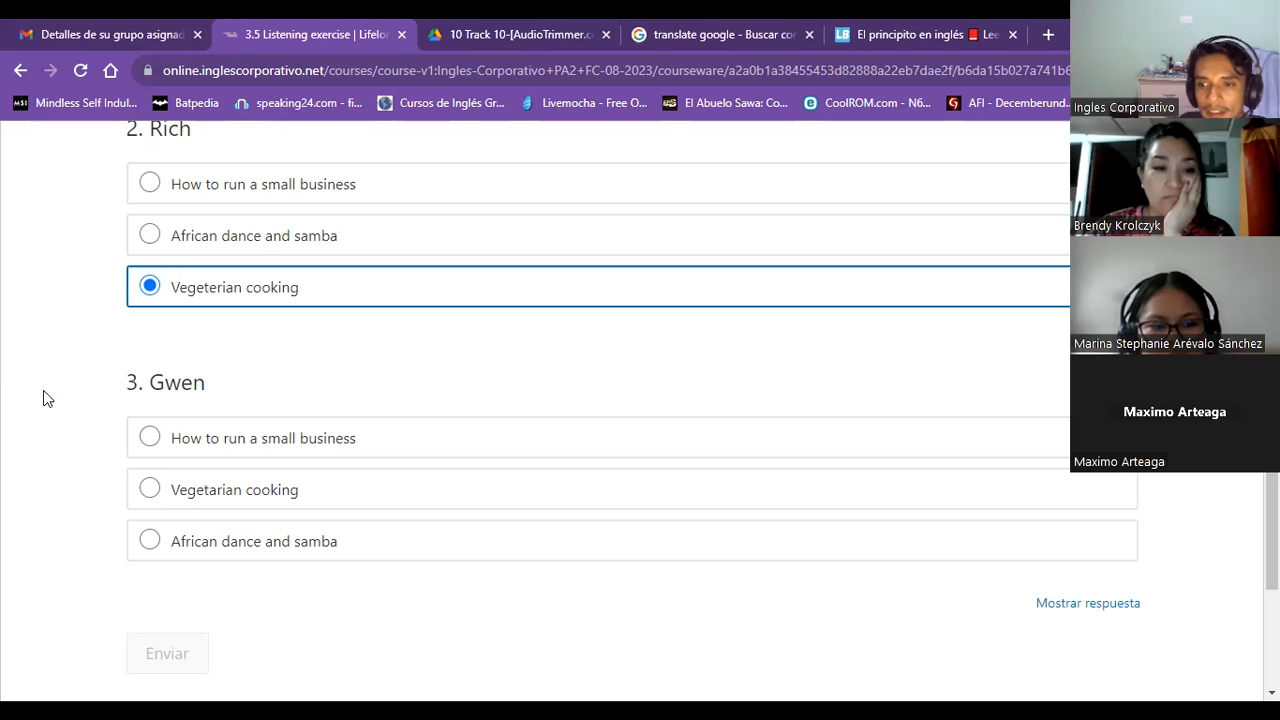 Detalles de su grupo asignad
3.5 Listening exercise | Lifelor
10 Track 10-[AudioTrimmer.c
translate google - Buscar cor
El principito en inglés 📕 Lee
online.inglescorporativo.net/courses/course-v1:Ingles-Corporativo+PA2+FC-08-2023/courseware/a2a0b1a38455453d82888a22eb7dae2f/b6da15b027a741b6
Mindless Self Indul...
Batpedia
speaking24.com - fi...
Cursos de Inglés Gr...
Livemocha - Free O...
El Abuelo Sawa: Co...
CoolROM.com - N6...
AFI - Decemberund...
2. Rich
How to run a small business
African dance and samba
Vegeterian cooking
3. Gwen
How to run a small business
Vegetarian cooking
African dance and samba
Mostrar respuesta
Enviar
Ingles Corporativo
Brendy Krolczyk
Marina Stephanie Arévalo Sánchez
Maximo Arteaga
Maximo Arteaga